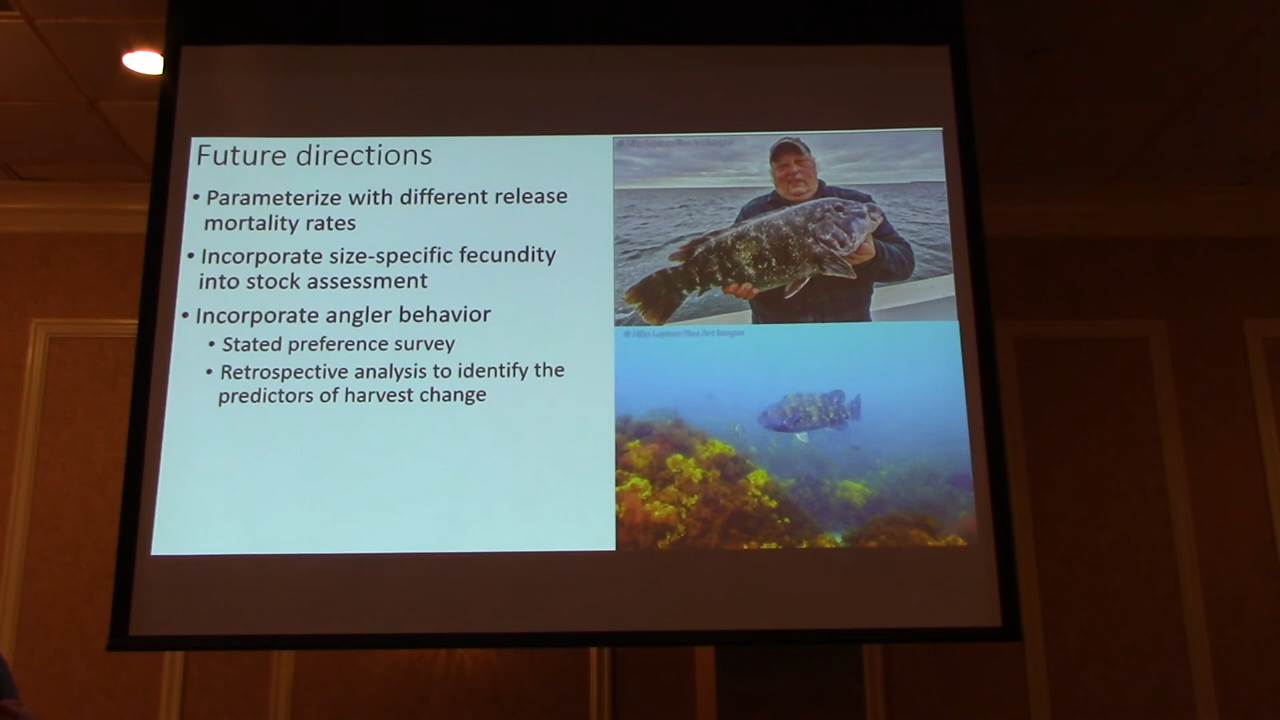 Future directions
• Parameterize with different release
mortality rates
• Incorporate size-specific fecundity
into stock assessment
• Incorporate angler behavior
• Stated preference survey
• Retrospective analysis to identify the
predictors of harvest change